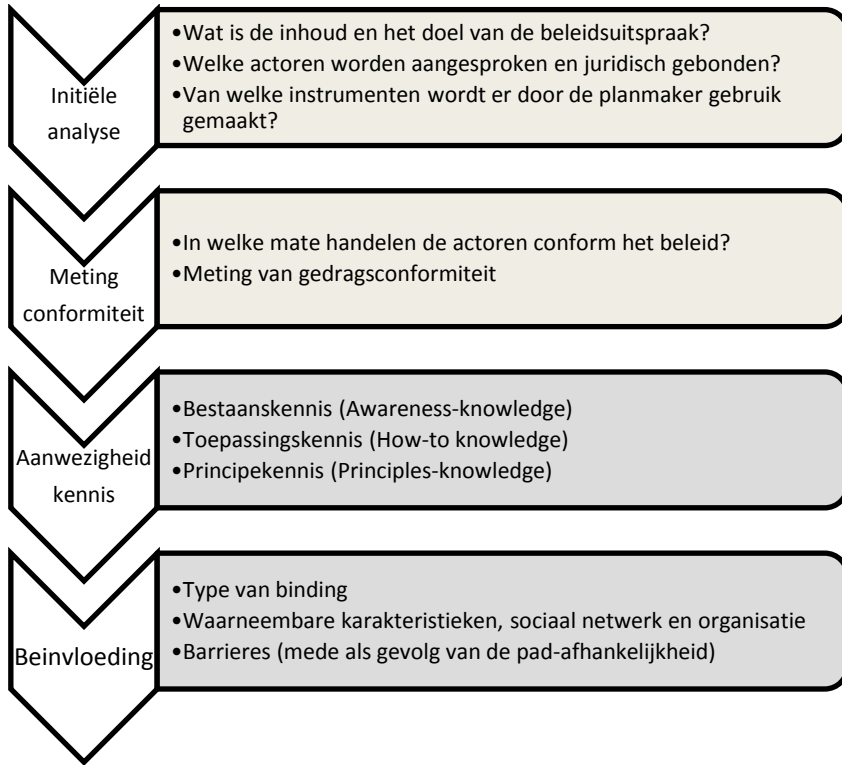 Initiële
analyse
•Wat is de inhoud en het doel van de beleidsuitspraak?
•Welke actoren worden aangesproken en juridisch gebonden?
•Van welke instrumenten wordt er door de planmaker gebruik
gemaakt?
Meting
conformiteit
•In welke mate handelen de actoren conform het beleid?
•Meting van gedragsconformiteit
Aanwezigheid
kennis
•Bestaanskennis (Awareness-knowledge)
•Toepassingskennis (How-to knowledge)
•Principekennis (Principles-knowledge)
Beinvloeding
•Type van binding
•Waarneembare karakteristieken, sociaal netwerk en organisatie
•Barrieres (mede als gevolg van de pad-afhankelijkheid)